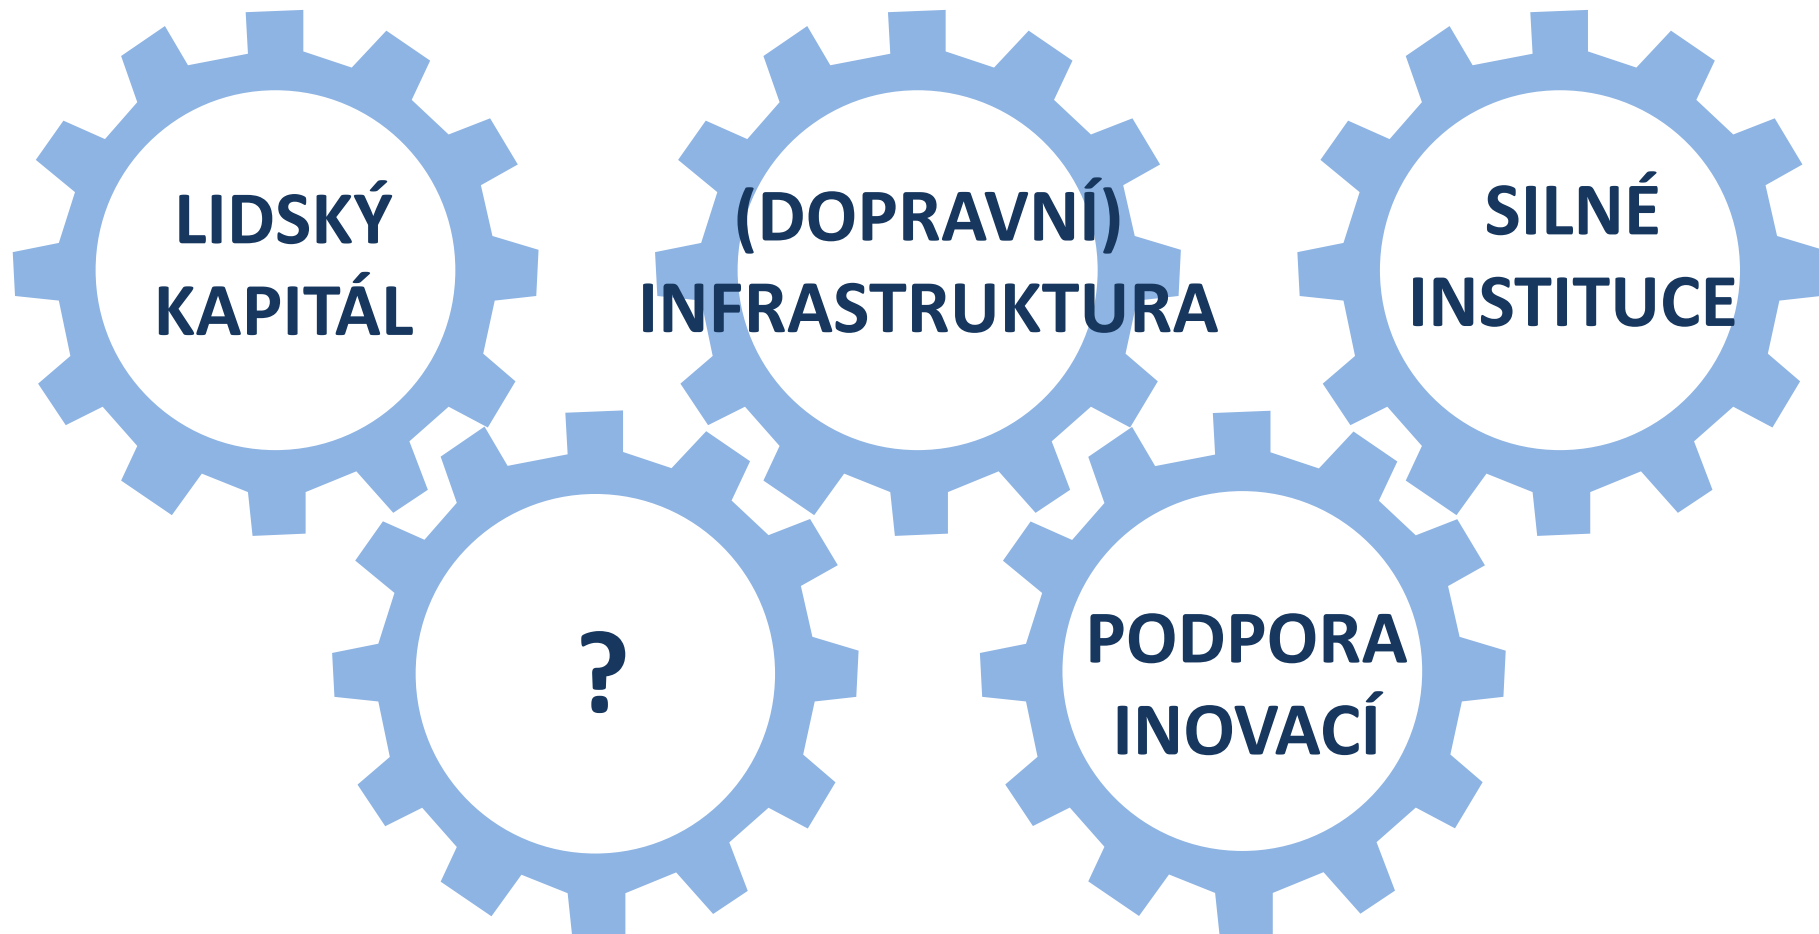 LIDSKÝ
KAPITÁL
(DOPRAVNÍ)
INFRASTRUKTURA
SILNÉ
INSTITUCE
?
PODPORA
INOVACÍ